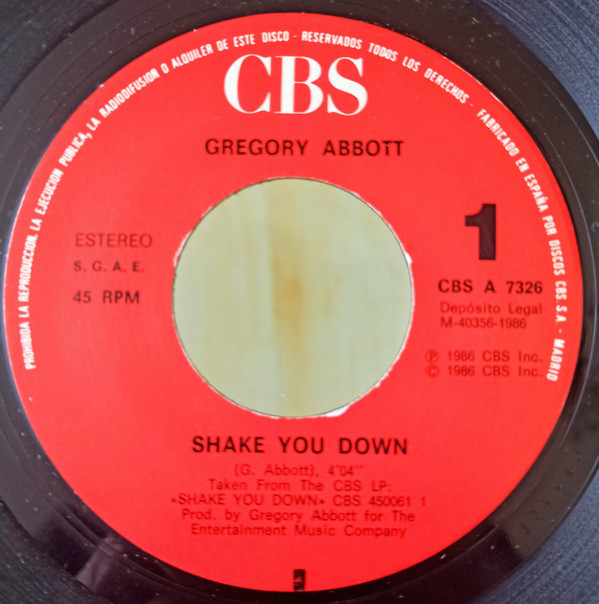 PROHIBIDA LA REPRODUCCION. LA EJECUCION PUBLICA, LA RADIODIFUSION O ALQUILER DE ESTE DISCO - RESERVADOS TODOS LOS DERECHOS - FABRICADO EN ESPAÑA POR DISCOS CBS S.A. - MADRID
CBS
GREGORY ABBOTT
ESTEREO
S. G. A. E.
45 RPM
1
CBS A 7326
Depósito Legal
M-40356-1986
℗ 1986 CBS Inc.
© 1986 CBS Inc.
SHAKE YOU DOWN
(G. Abbott), 4'04''
Taken From The CBS LP:
«SHAKE YOU DOWN» CBS 450061 1
Prod. by Gregory Abbott for The
Entertainment Music Company